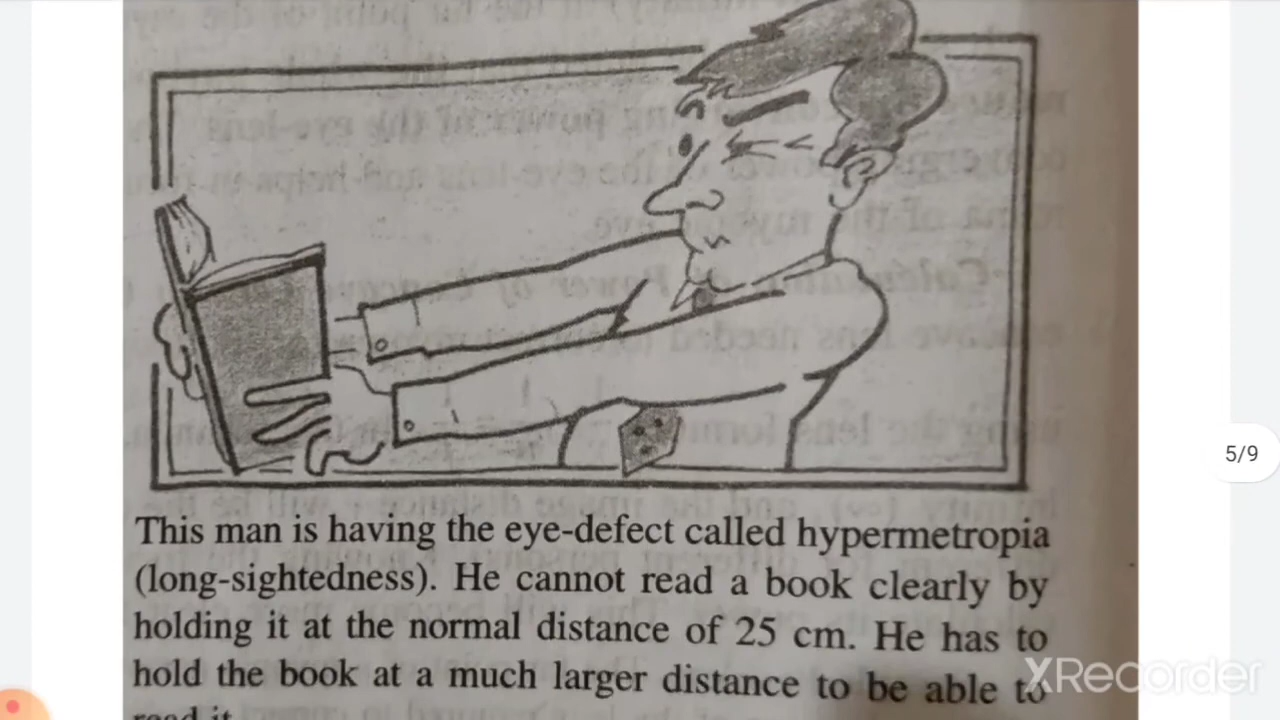 This man is having the eye-defect called hypermetropia
(long-sightedness). He cannot read a book clearly by
holding it at the normal distance of 25 cm. He has to
hold the book at a much larger distance to be able to
read it
5/9
XRecorder